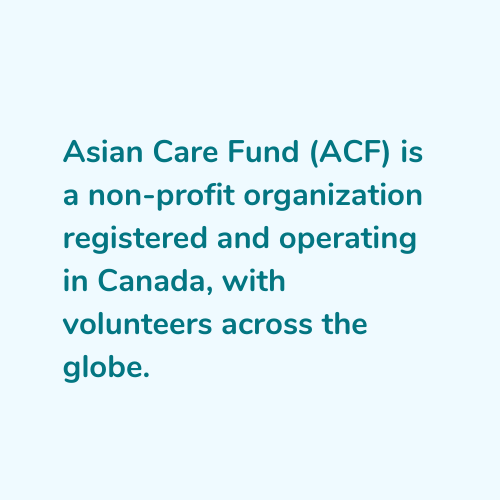 Asian Care Fund (ACF) is
a non-profit organization
registered and operating
in Canada, with
volunteers across the
globe.